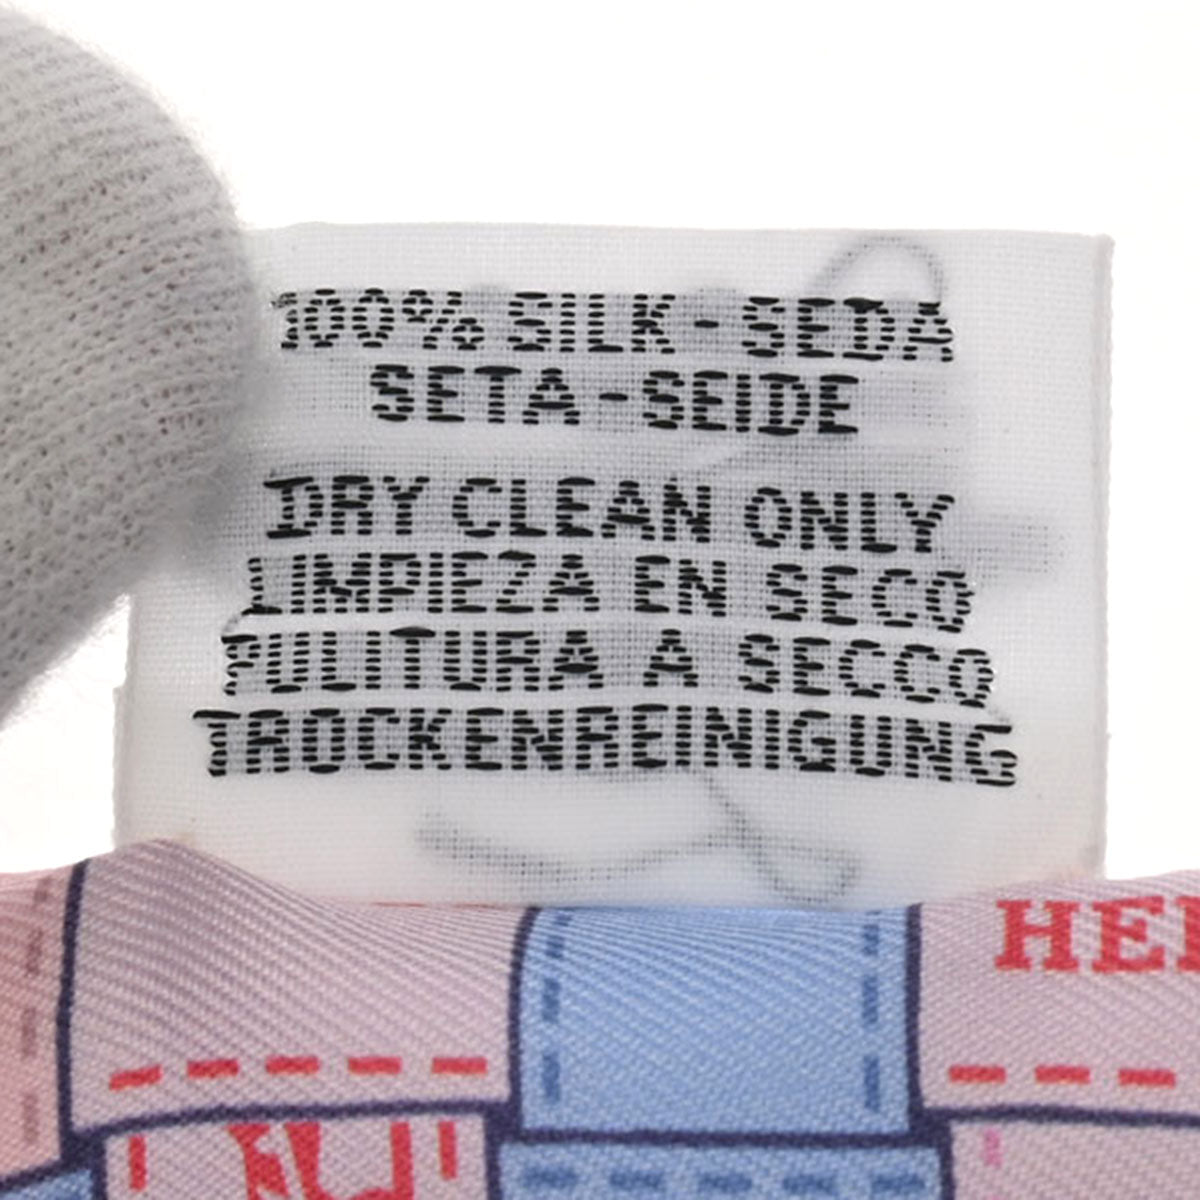 100% SILK - SEDA
SETA - SEIDE
DRY CLEAN ONLY
LIMPIEZA EN SECO
PULITURA A SECCO
TROCKENREINIGUNG